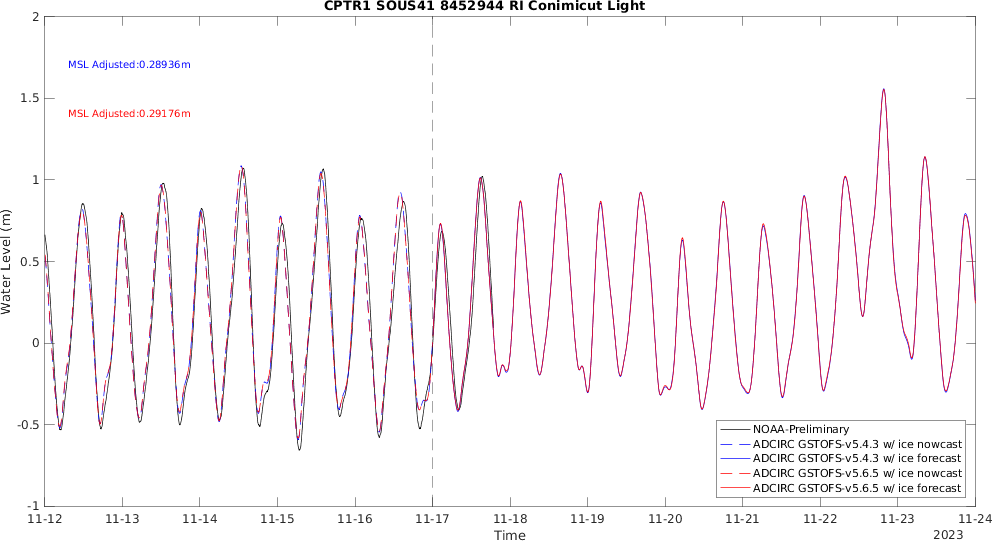 CPTR1 SOUS41 8452944 RI Conimicut Light
2
MSL Adjusted:0.28936m
1.5
MSL Adjusted:0.29176m
1
Water Level (m)
0.5
0
-0.5
NOAA-Preliminary
ADCIRC GSTOFS-v5.4.3 w/ ice nowcast
ADCIRC GSTOFS-v5.4.3 w/ ice forecast
ADCIRC GSTOFS-v5.6.5 w/ ice nowcast
ADCIRC GSTOFS-v5.6.5 w/ ice forecast
-1
11-12 11-13 11-14 11-15 11-16 11-17 11-18 11-19 11-20 11-21 11-22 11-23 11-24
Time
2023